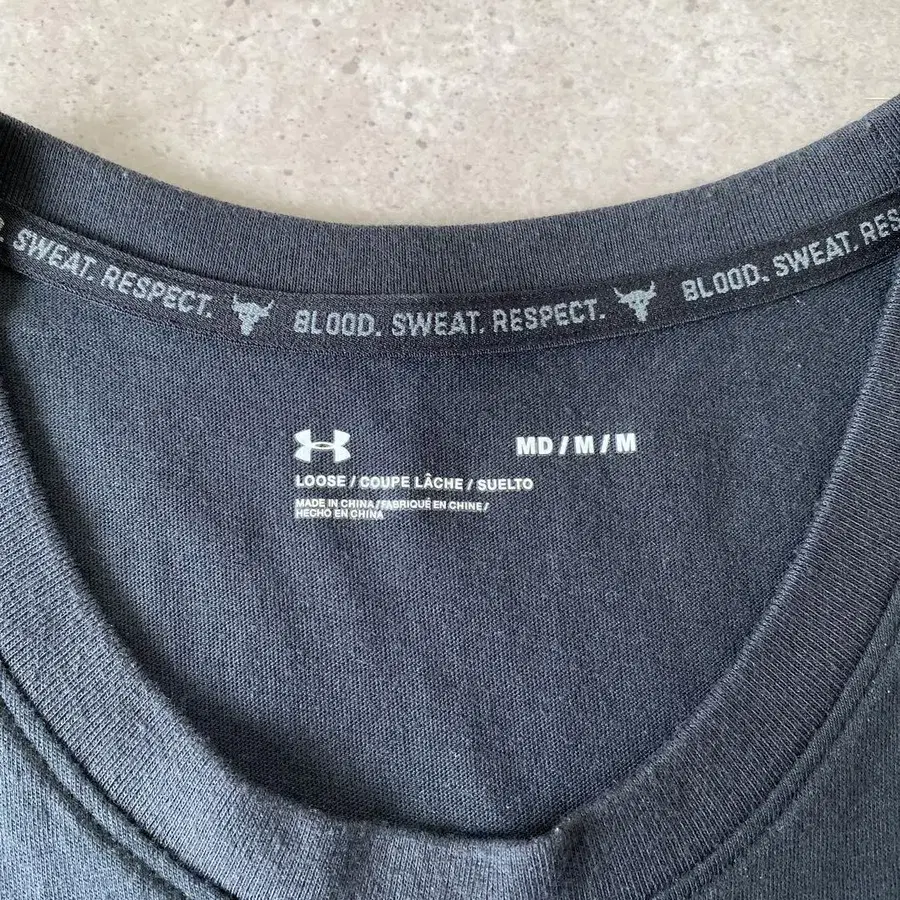 . SWEAT. RESPECT. BLOOD. SWEAT. RESPECT. BLOOD. SWEAT. RES
MD / M / M
LOOSE / COUPE LÂCHE / SUELTO
MADE IN CHINA / FABRIQUÉ EN CHINE /
HECHO EN CHINA